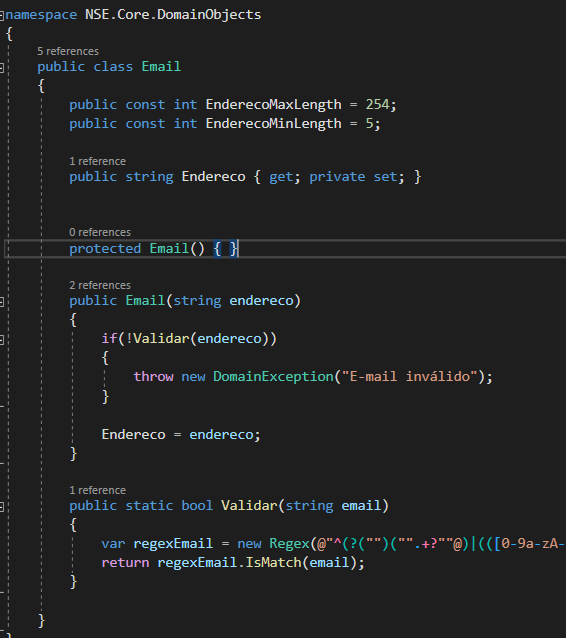 namespace NSE.Core.DomainObjects
{
5 references
public class Email
{
public const int EnderecoMaxLength = 254;
public const int EnderecoMinLength = 5;
1 reference
public string Endereco { get; private set; }
0 references
protected Email() { }
2 references
public Email(string endereco)
{
if(!Validar(endereco))
{
throw new DomainException("E-mail inválido");
}
Endereco = endereco;
}
1 reference
public static bool Validar(string email)
{
var regexEmail = new Regex(@"^(?("")("".+?""@)|(([0-9a-zA-
return regexEmail.IsMatch(email);
}
}
}